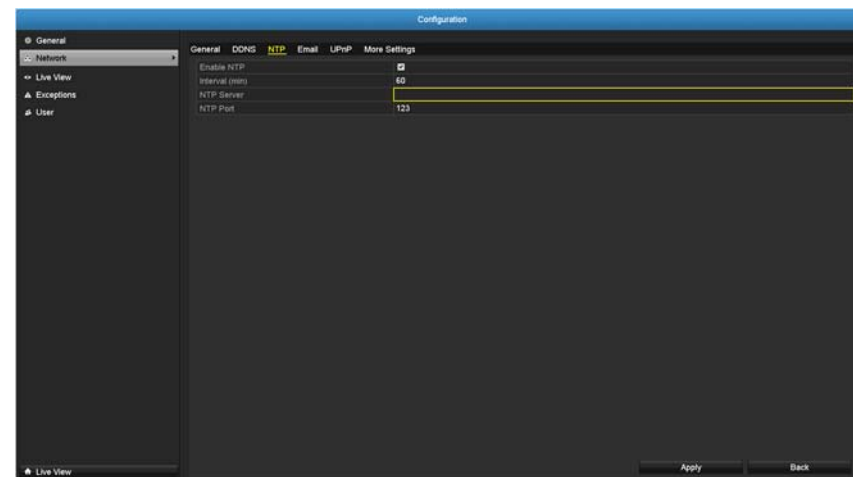 Configuration
General
Network
Live View
Exceptions
User
General DDNS NTP Email UPnP More Settings
Enable NTP
Interval (min) 60
NTP Server
NTP Port 123
Live View
Apply Back